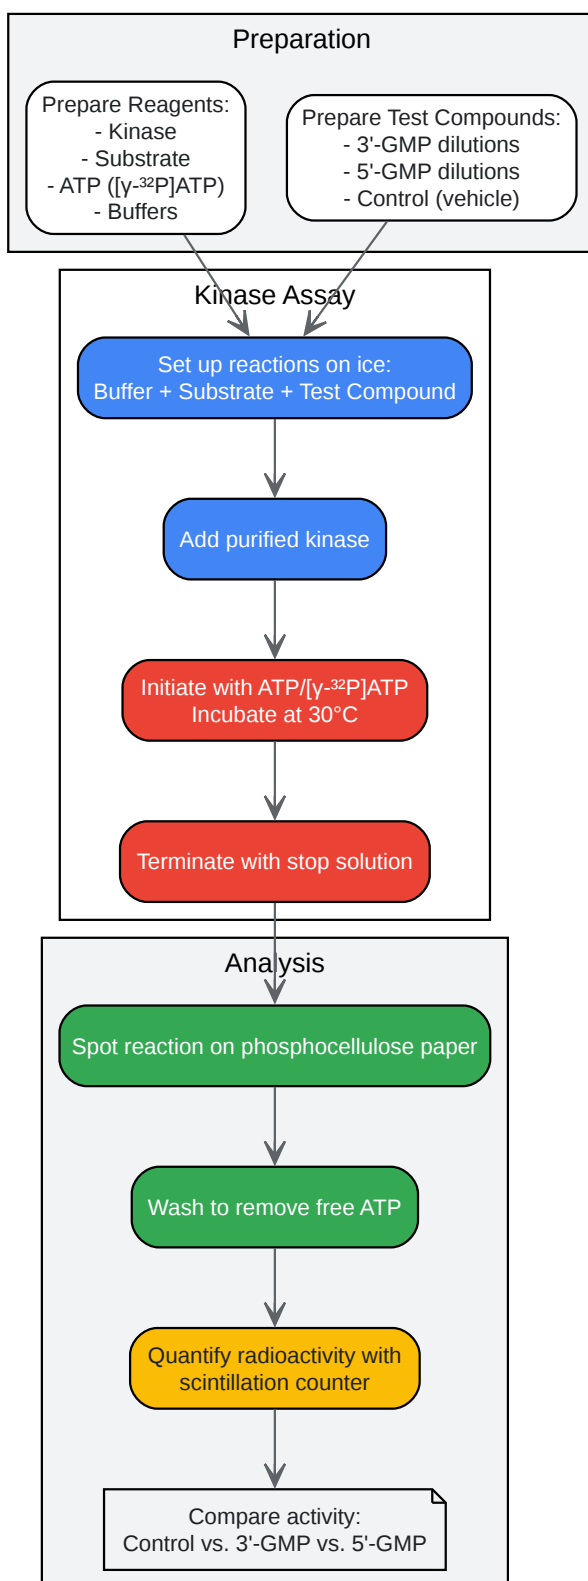 Preparation
Prepare Reagents:
- Kinase
- Substrate
- ATP ([γ-³²P]ATP)
- Buffers
Prepare Test Compounds:
- 3'-GMP dilutions
- 5'-GMP dilutions
- Control (vehicle)
Kinase Assay
Set up reactions on ice:
Buffer + Substrate + Test Compound
Add purified kinase
Initiate with ATP/[γ-³²P]ATP
Incubate at 30°C
Terminate with stop solution
Analysis
Spot reaction on phosphocellulose paper
Wash to remove free ATP
Quantify radioactivity with
scintillation counter
Compare activity:
Control vs. 3'-GMP vs. 5'-GMP